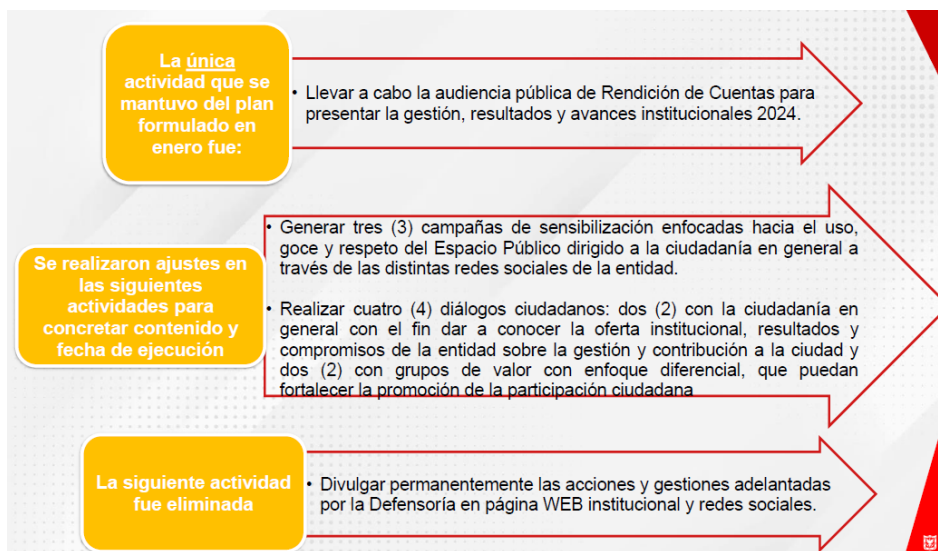 La única
actividad que se
mantuvo del plan
formulado en
enero fue:
• Llevar a cabo la audiencia pública de Rendición de Cuentas para
presentar la gestión, resultados y avances institucionales 2024.
Se realizaron ajustes en
las siguientes
actividades para
concretar contenido y
fecha de ejecución
• Generar tres (3) campañas de sensibilización enfocadas hacia el uso,
goce y respeto del Espacio Público dirigido a la ciudadanía en general a
través de las distintas redes sociales de la entidad.
• Realizar cuatro (4) diálogos ciudadanos: dos (2) con la ciudadanía en
general con el fin dar a conocer la oferta institucional, resultados y
compromisos de la entidad sobre la gestión y contribución a la ciudad y
dos (2) con grupos de valor con enfoque diferencial, que puedan
fortalecer la promoción de la participación ciudadana
La siguiente actividad
fue eliminada
• Divulgar permanentemente las acciones y gestiones adelantadas
por la Defensoría en página WEB institucional y redes sociales.